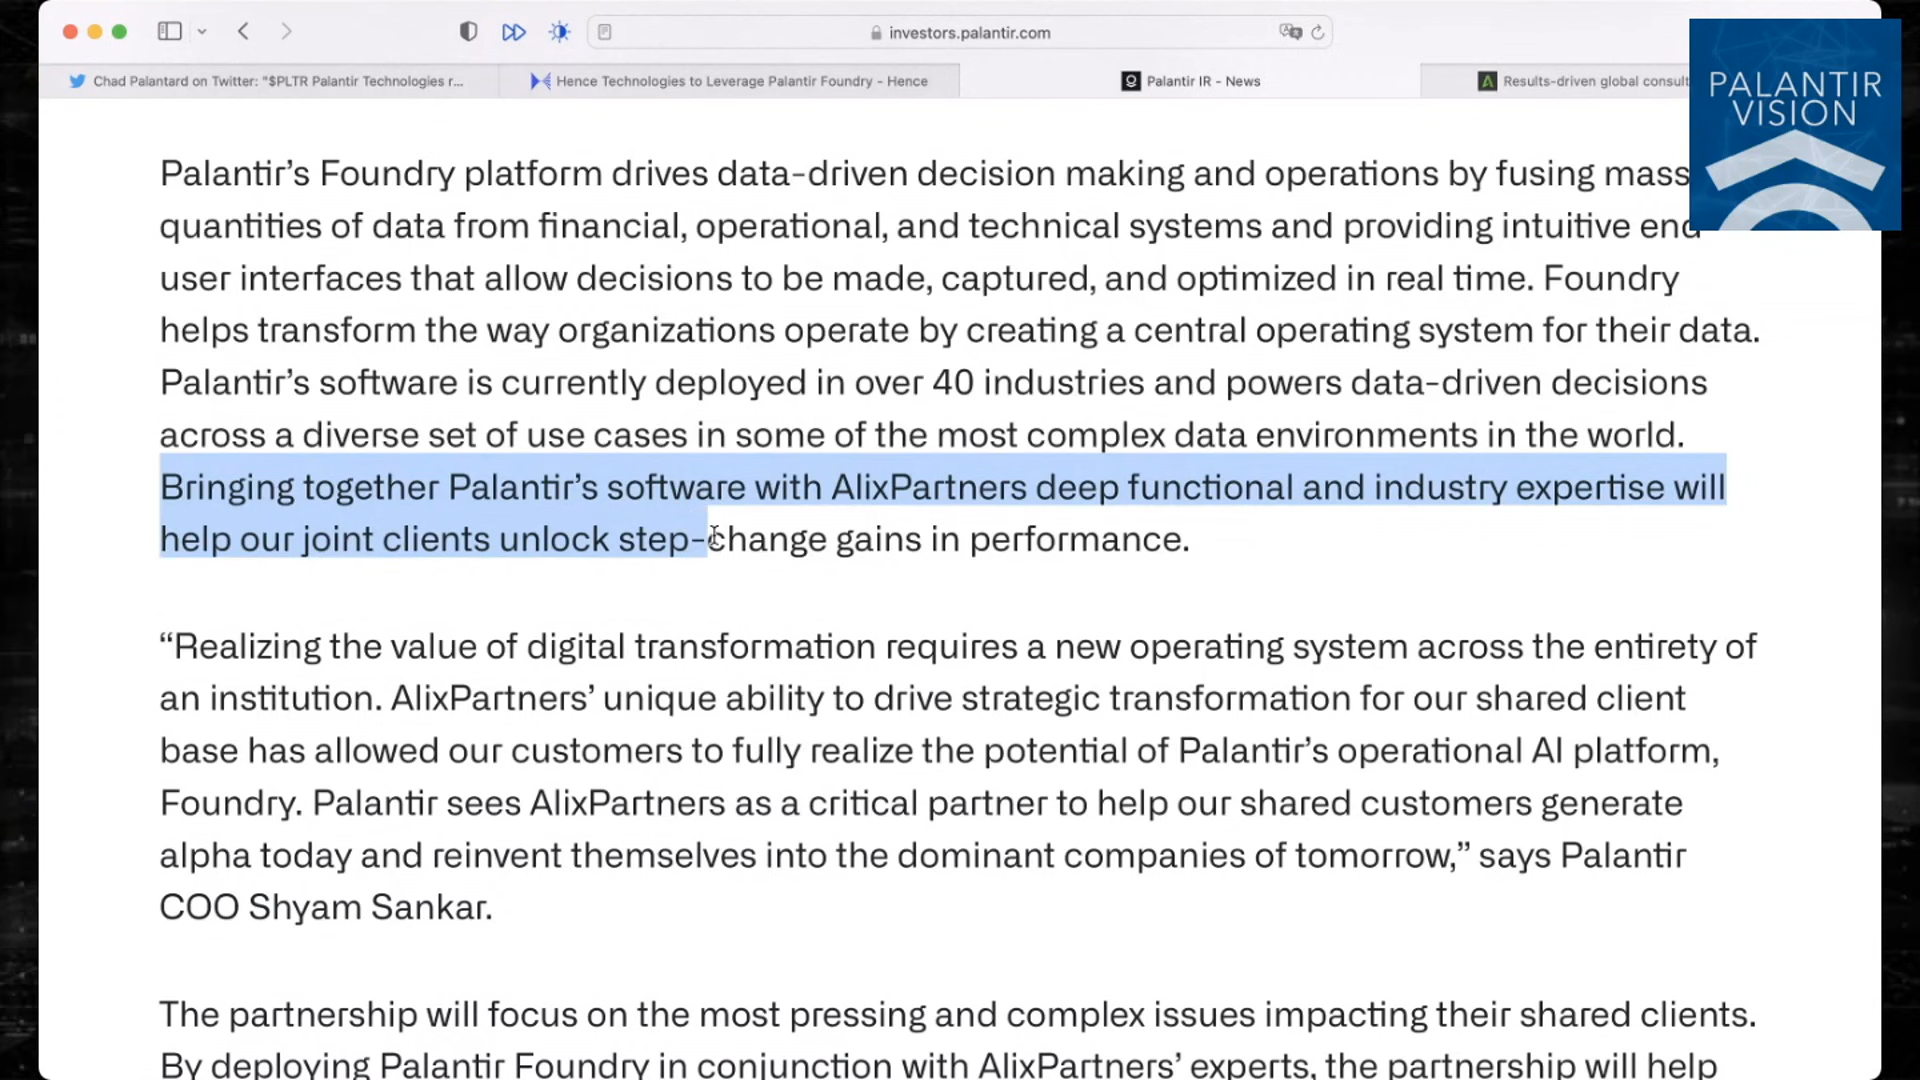 investors.palantir.com
Chad Palantard on Twitter: "$PLTR Palantir Technologies r...
Hence Technologies to Leverage Palantir Foundry - Hence
Palantir IR - News
Results-driven global consult
PALANTIR
VISION
Palantir’s Foundry platform drives data-driven decision making and operations by fusing mass
quantities of data from financial, operational, and technical systems and providing intuitive end
user interfaces that allow decisions to be made, captured, and optimized in real time. Foundry
helps transform the way organizations operate by creating a central operating system for their data.
Palantir’s software is currently deployed in over 40 industries and powers data-driven decisions
across a diverse set of use cases in some of the most complex data environments in the world.
Bringing together Palantir’s software with AlixPartners deep functional and industry expertise will
help our joint clients unlock step-change gains in performance.
“Realizing the value of digital transformation requires a new operating system across the entirety of
an institution. AlixPartners’ unique ability to drive strategic transformation for our shared client
base has allowed our customers to fully realize the potential of Palantir’s operational AI platform,
Foundry. Palantir sees AlixPartners as a critical partner to help our shared customers generate
alpha today and reinvent themselves into the dominant companies of tomorrow,” says Palantir
COO Shyam Sankar.
The partnership will focus on the most pressing and complex issues impacting their shared clients.
By deploying Palantir Foundry in conjunction with AlixPartners’ experts, the partnership will help